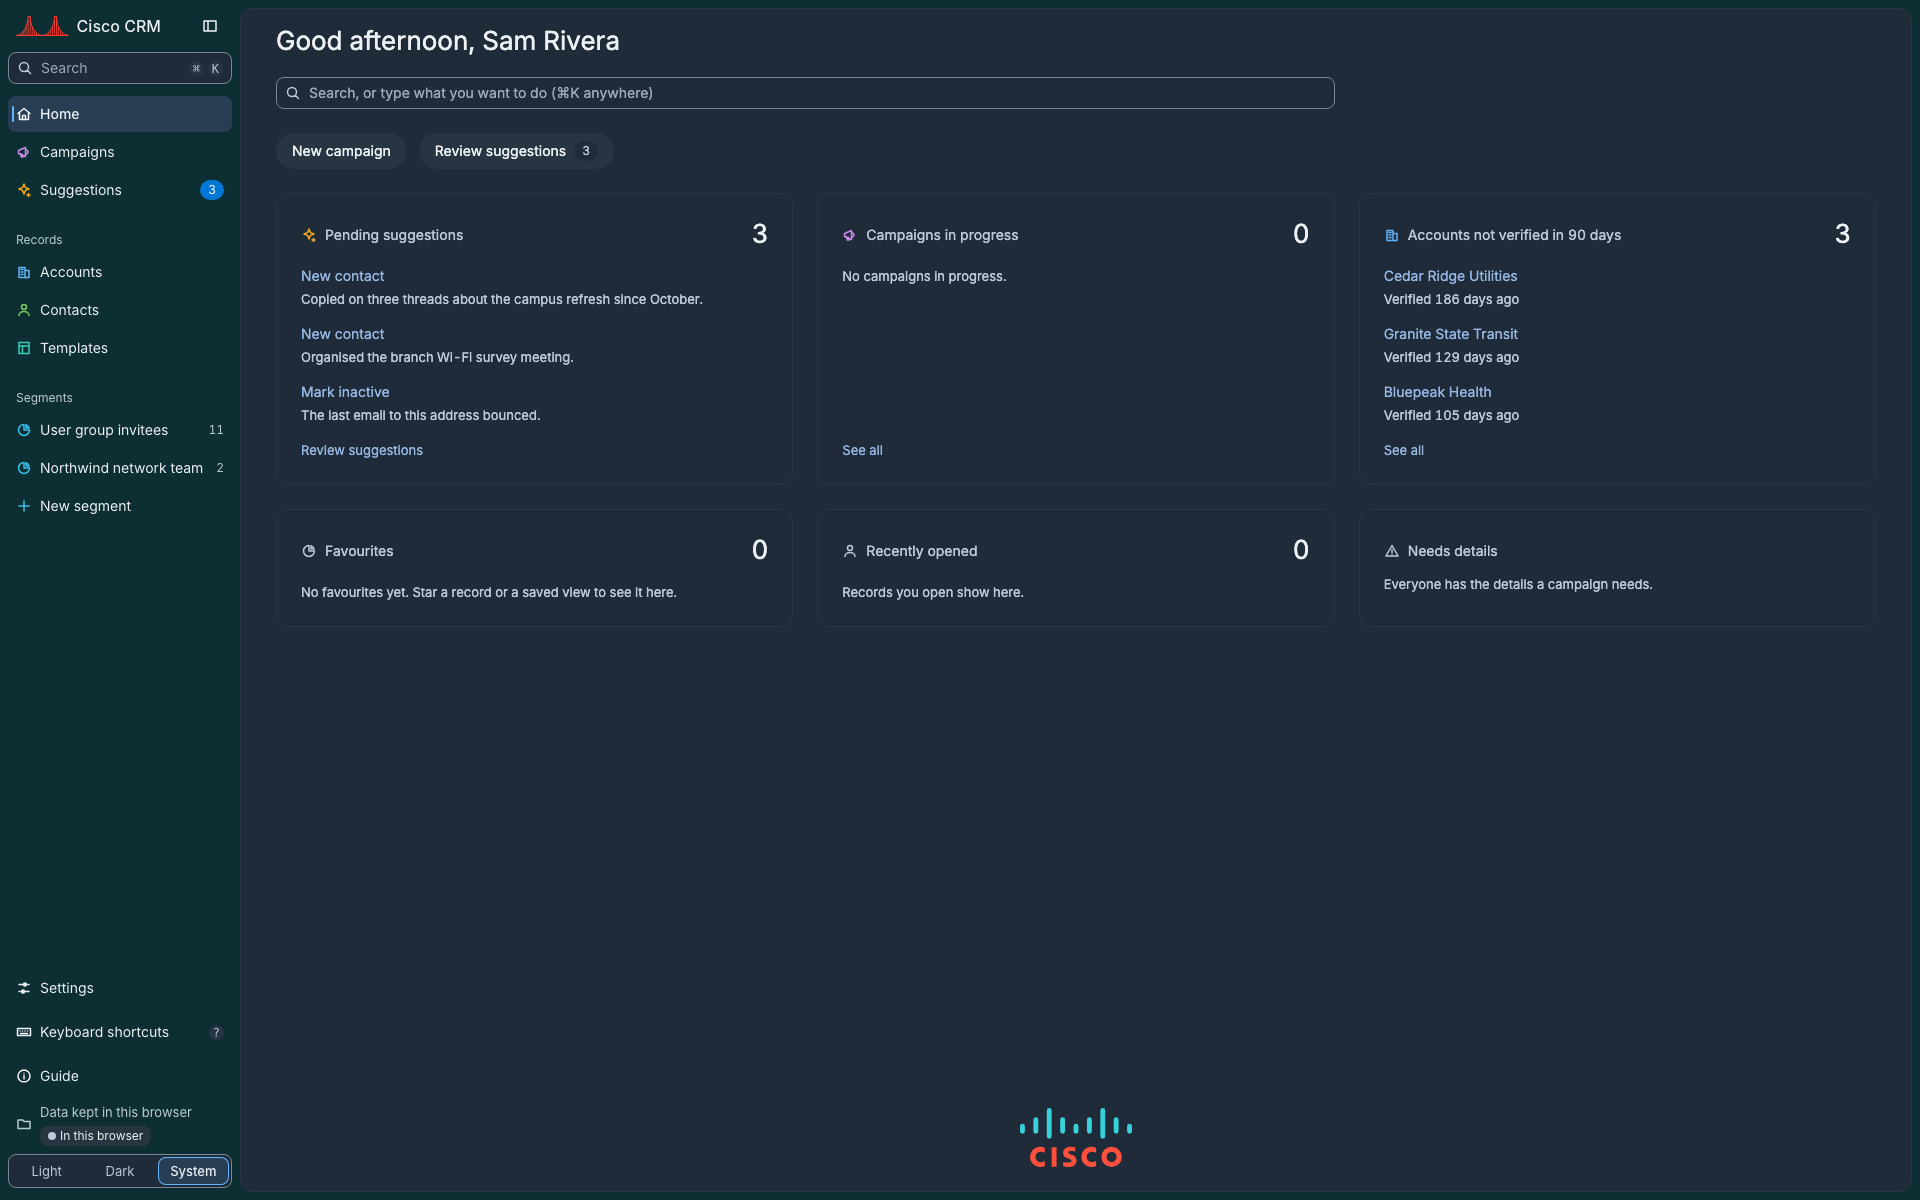 Cisco CRM
Search ⌘ K
Home
Campaigns
Suggestions 3
Records
Accounts
Contacts
Templates
Segments
User group invitees 11
Northwind network team 2
New segment
Settings
Keyboard shortcuts ?
Guide
Data kept in this browser
In this browser
Light Dark System
Good afternoon, Sam Rivera
Search, or type what you want to do (⌘K anywhere)
New campaign Review suggestions 3
Pending suggestions 3
New contact
Copied on three threads about the campus refresh since October.
New contact
Organised the branch Wi-Fi survey meeting.
Mark inactive
The last email to this address bounced.
Review suggestions
Campaigns in progress 0
No campaigns in progress.
See all
Accounts not verified in 90 days 3
Cedar Ridge Utilities
Verified 186 days ago
Granite State Transit
Verified 129 days ago
Bluepeak Health
Verified 105 days ago
See all
Favourites 0
No favourites yet. Star a record or a saved view to see it here.
Recently opened 0
Records you open show here.
Needs details
Everyone has the details a campaign needs.
CISCO